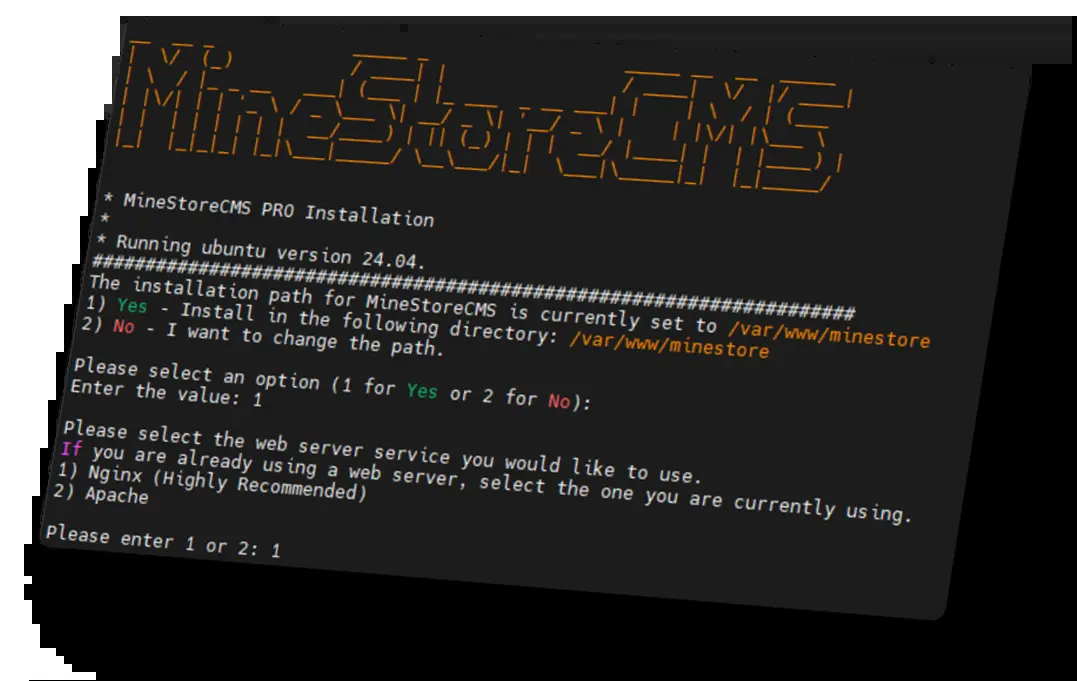 MineStoreCMS
* MineStoreCMS PRO Installation
*
* Running ubuntu version 24.04.
########################################################################
The installation path for MineStoreCMS is currently set to /var/www/minestore
1) Yes - Install in the following directory: /var/www/minestore
2) No - I want to change the path.
Please select an option (1 for Yes or 2 for No):
Enter the value: 1
Please select the web server service you would like to use.
If you are already using a web server, select the one you are currently using.
1) Nginx (Highly Recommended)
2) Apache
Please enter 1 or 2: 1